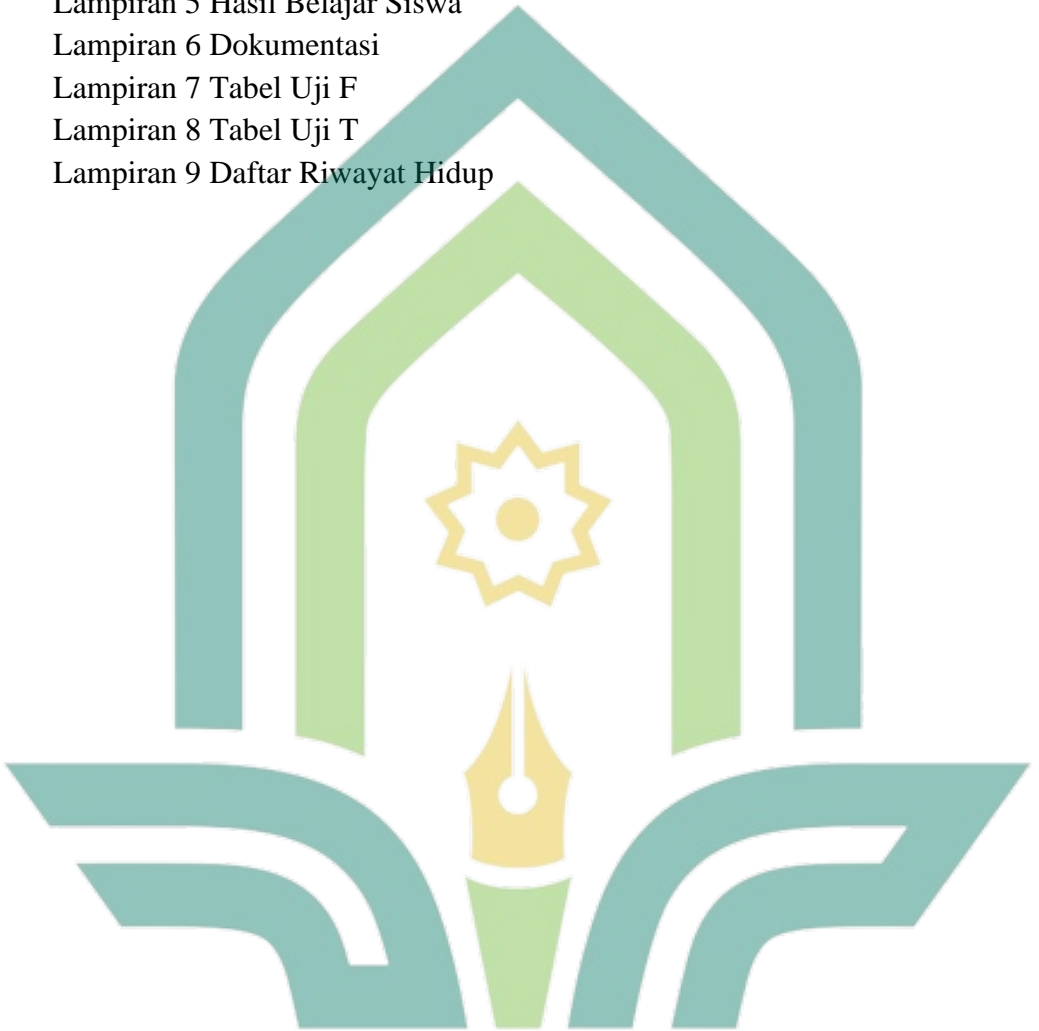 Lampiran 5 Hasil Belajar Siswa
Lampiran 6 Dokumentasi
Lampiran 7 Tabel Uji F
Lampiran 8 Tabel Uji T
Lampiran 9 Daftar Riwayat Hidup